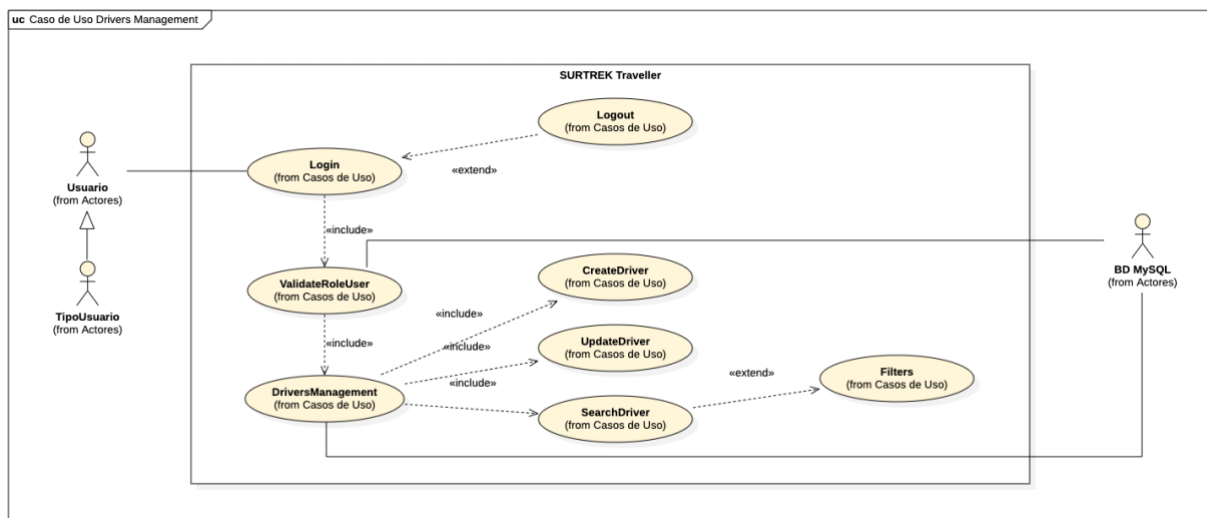 uc Caso de Uso Drivers Management
SURTREK Traveller
Logout
(from Casos de Uso)
Login
(from Casos de Uso)
«extend»
Usuario
(from Actores)
«include»
BD MySQL
(from Actores)
CreateDriver
(from Casos de Uso)
ValidateRoleUser
(from Casos de Uso)
TipoUsuario
(from Actores)
«include»
«include»
«include»
UpdateDriver
(from Casos de Uso)
«extend»
Filters
(from Casos de Uso)
«include»
DriversManagement
(from Casos de Uso)
SearchDriver
(from Casos de Uso)